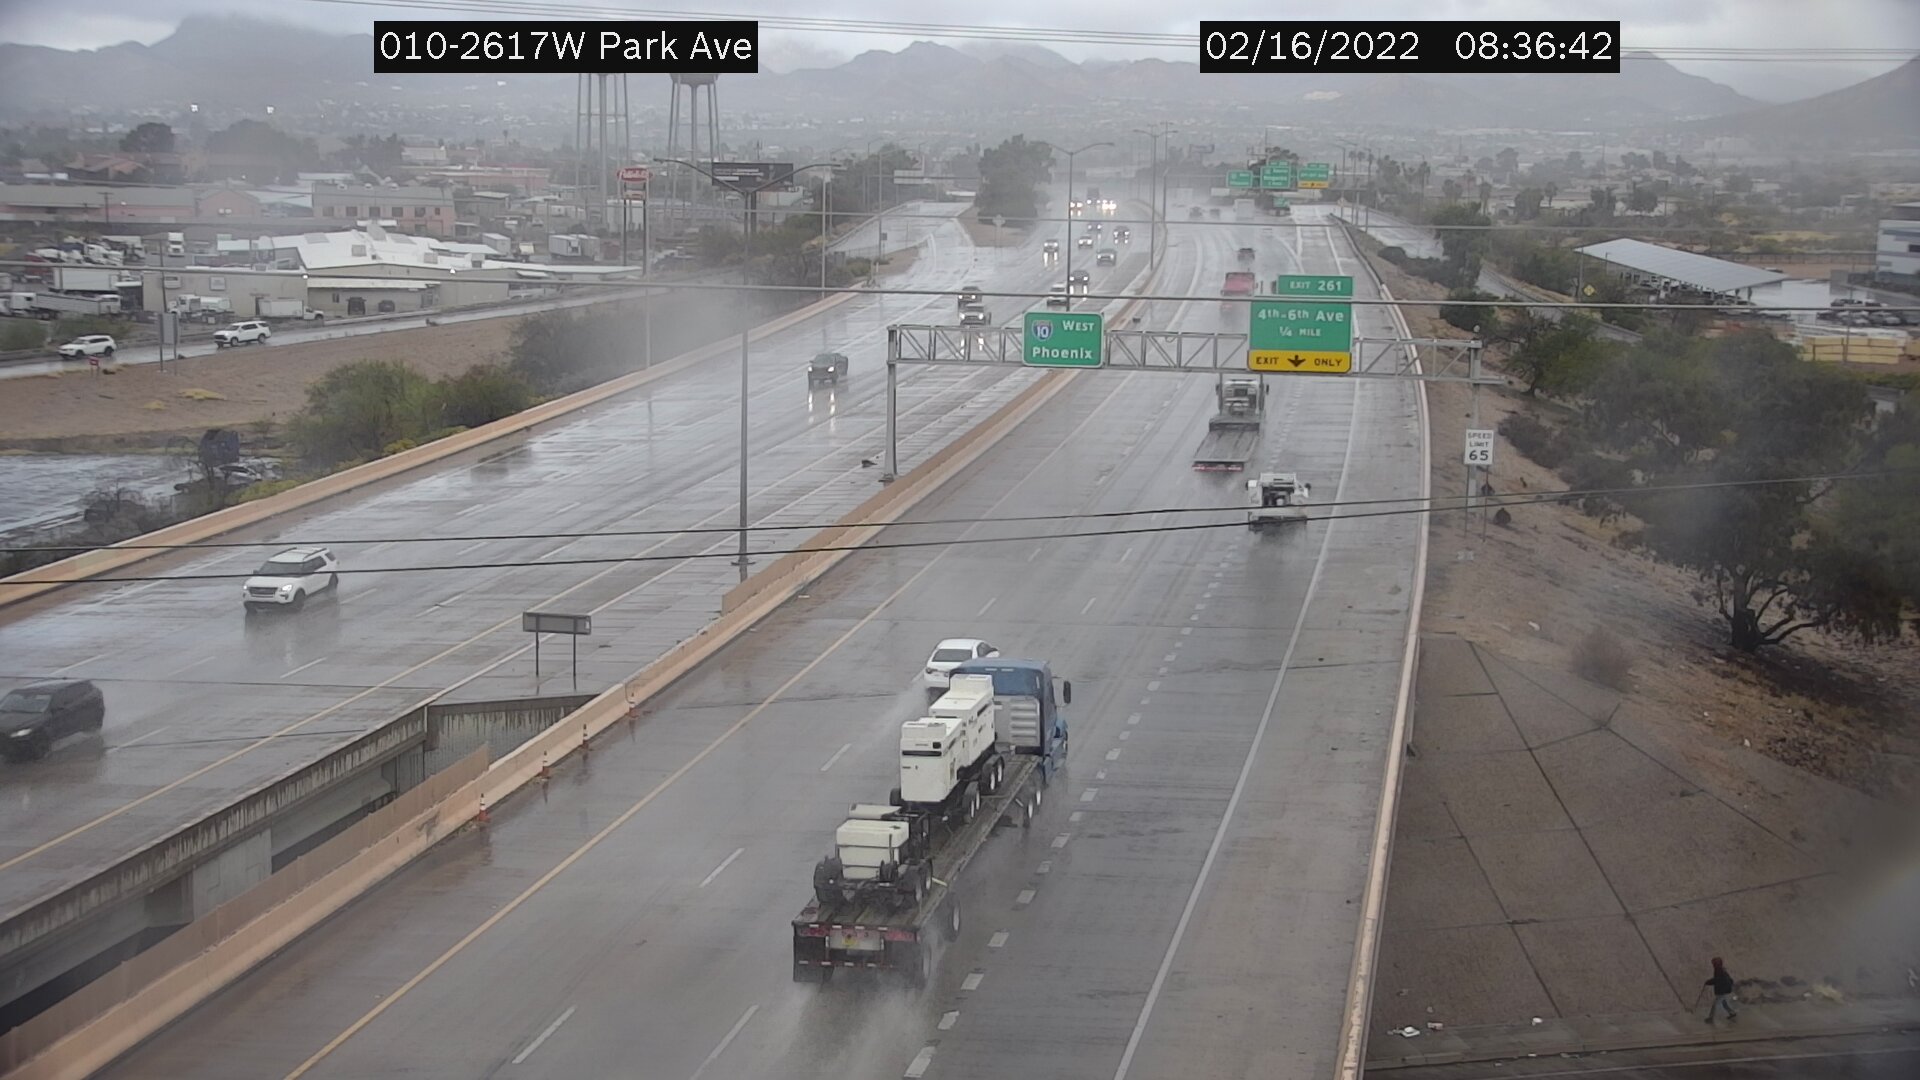 010-2617W Park Ave
02/16/2022 08:36:42
EXIT 261
4th-6th Ave
1/4 MILE
EXIT ONLY
10 WEST
Phoenix
SPEED
LIMIT
65